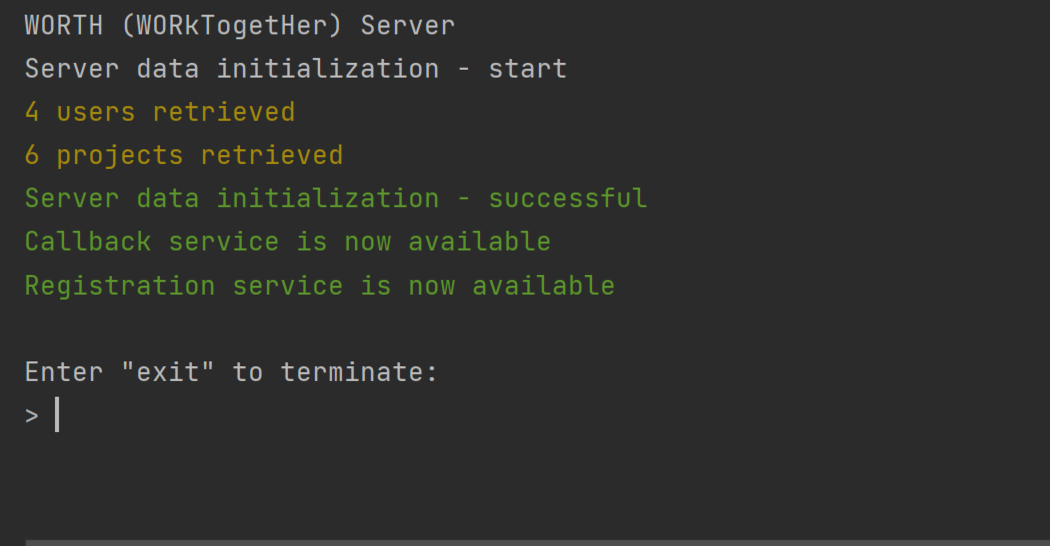 WORTH (WORkTogetHer) Server
Server data initialization - start
4 users retrieved
6 projects retrieved
Server data initialization - successful
Callback service is now available
Registration service is now available
Enter "exit" to terminate:
>